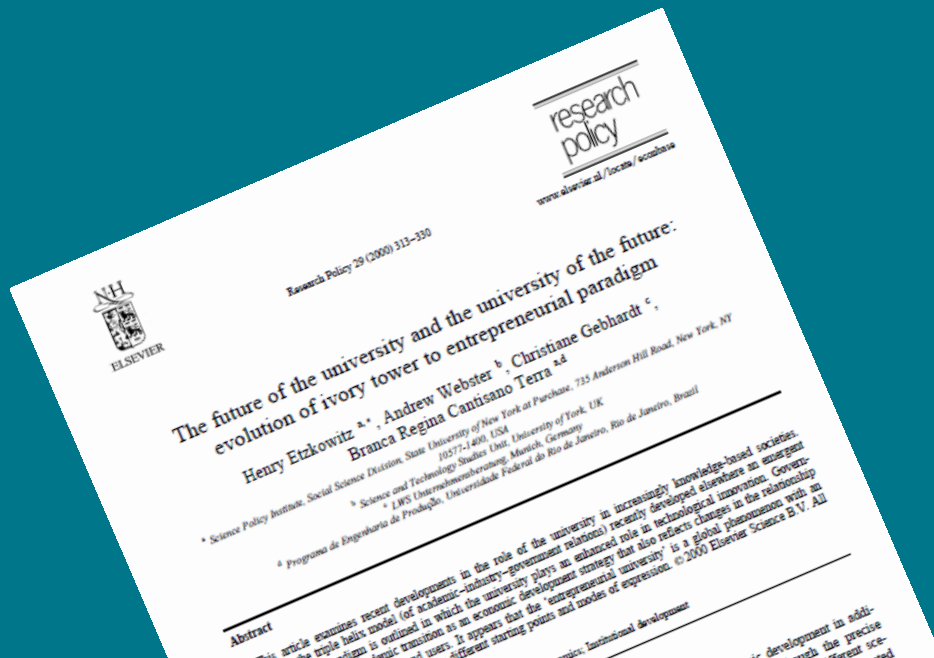 research
policy
www.elsevier.nl/locate/econbase
Research Policy 29 (2000) 313–330
NH
ELSEVIER
The future of the university and the university of the future:
evolution of ivory tower to entrepreneurial paradigm
Henry Etzkowitz a,*, Andrew Webster b, Christiane Gebhardt c,
Branca Regina Cantisano Terra a,d
a Science Policy Institute, Social Science Division, State University of New York at Purchase, 735 Anderson Hill Road, New York, NY
10577-1400, USA
b Science and Technology Studies Unit, University of York, UK
c LWS Unternehmensberatung, Munich, Germany
d Programa de Engenharia de Produção, Universidade Federal do Rio de Janeiro, Rio de Janeiro, Brazil
Abstract
This article examines recent developments in the role of the university in increasingly knowledge-based societies.
the triple helix model (of academic–industry–government relations) recently developed elsewhere an emergent
is outlined in which the university plays an enhanced role in technological innovation. Govern-
transition as an economic development strategy that also reflects changes in the relationship
and users. It appears that the 'entrepreneurial university' is a global phenomenon with an
different starting points and modes of expression. © 2000 Elsevier Science B.V. All
Institutional development
development in addi-
the precise